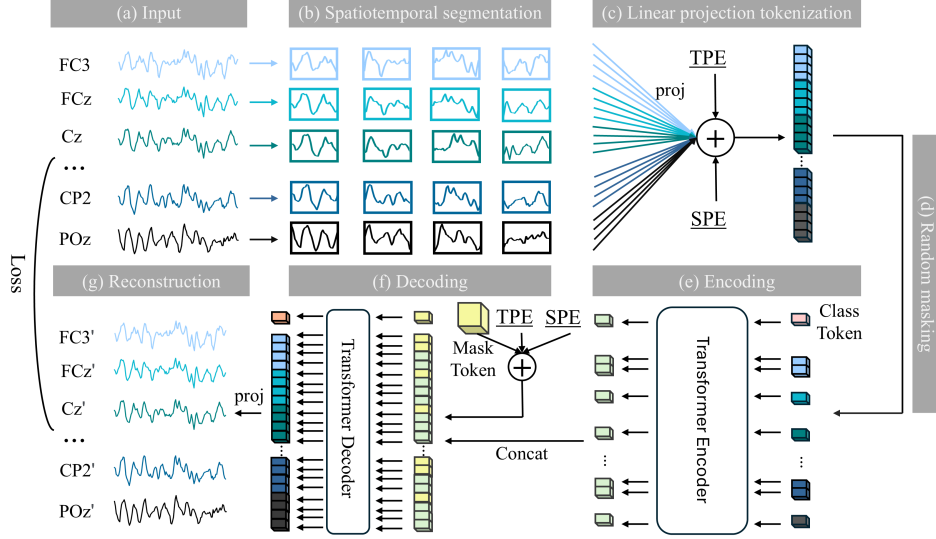 (a) Input
(b) Spatiotemporal segmentation
(c) Linear projection tokenization
FC3
FCz
Cz
...
CP2
POz
proj
TPE
SPE
(d) Random masking
Loss
(g) Reconstruction
(f) Decoding
(e) Encoding
FC3'
FCz'
Cz'
...
CP2'
POz'
proj
Transformer Decoder
Mask
Token
TPE
SPE
Concat
Transformer Encoder
Class
Token